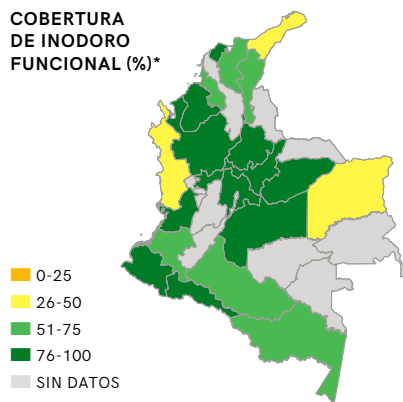 COBERTURA
DE INODORO
FUNCIONAL (%)*
0-25
26-50
51-75
76-100
SIN DATOS